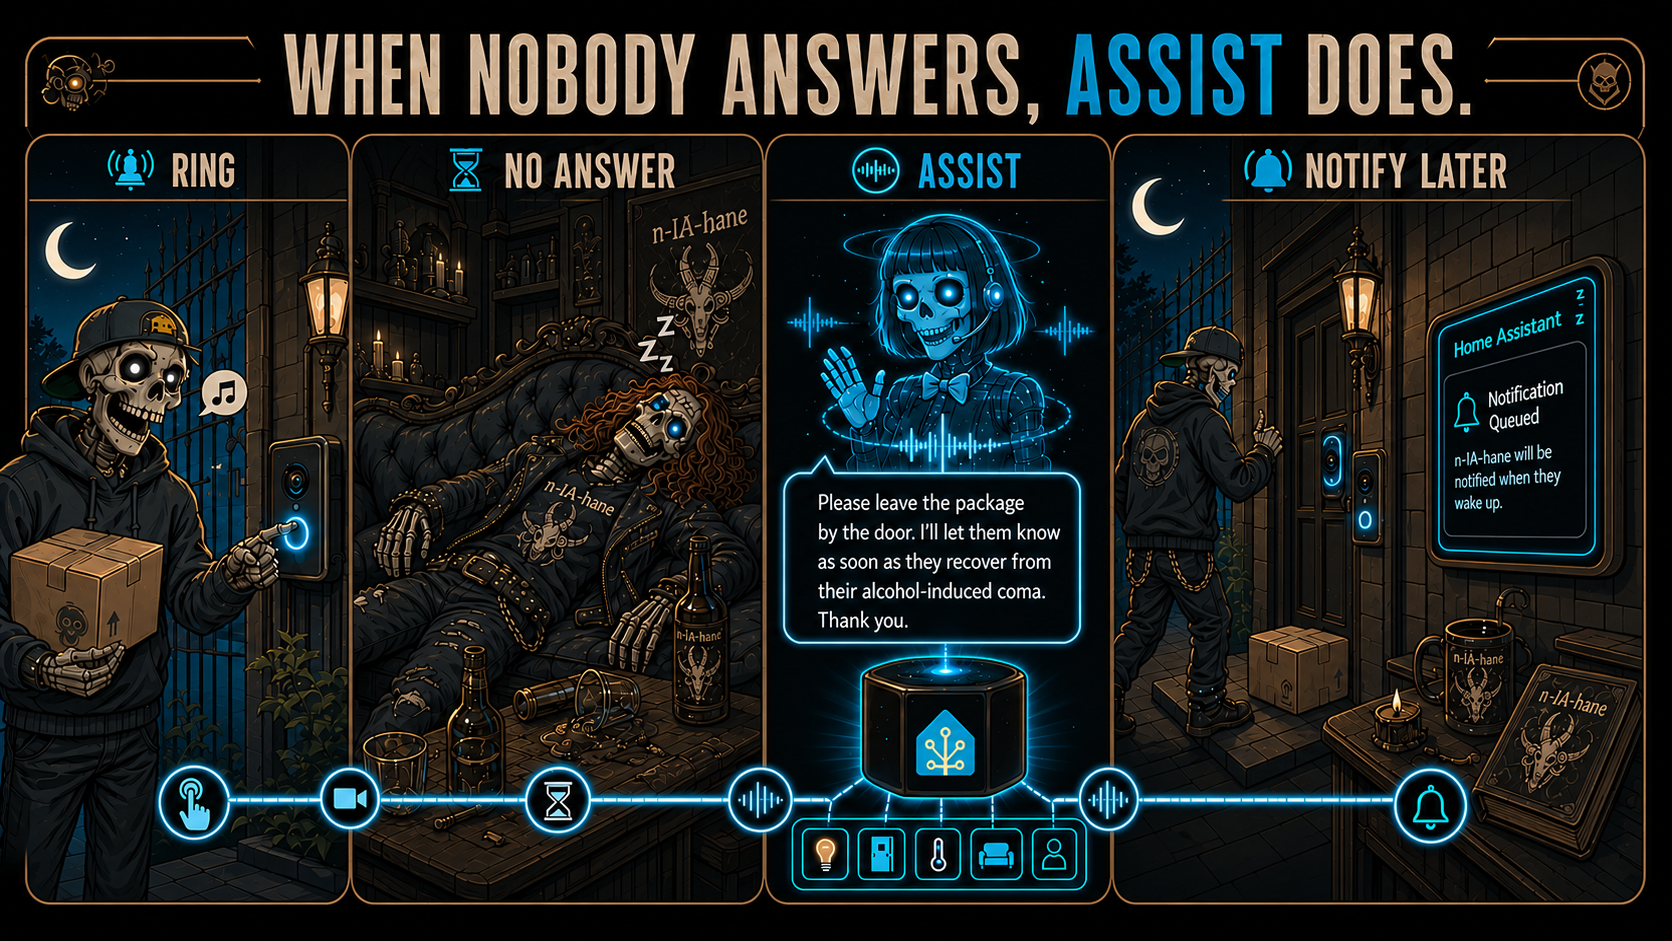 WHEN NOBODY ANSWERS, ASSIST DOES.
RING
NO ANSWER
n-IA-hane
Z
Z
Z
n-IA-hane
n-IA-hane
ASSIST
Please leave the package
by the door. I'll let them know
as soon as they recover from
their alcohol-induced coma.
Thank you.
NOTIFY LATER
z
z
Home Assistant
Notification
Queued
n-IA-hane will be
notified when they
wake up.
n-IA-hane
n-IA-hane